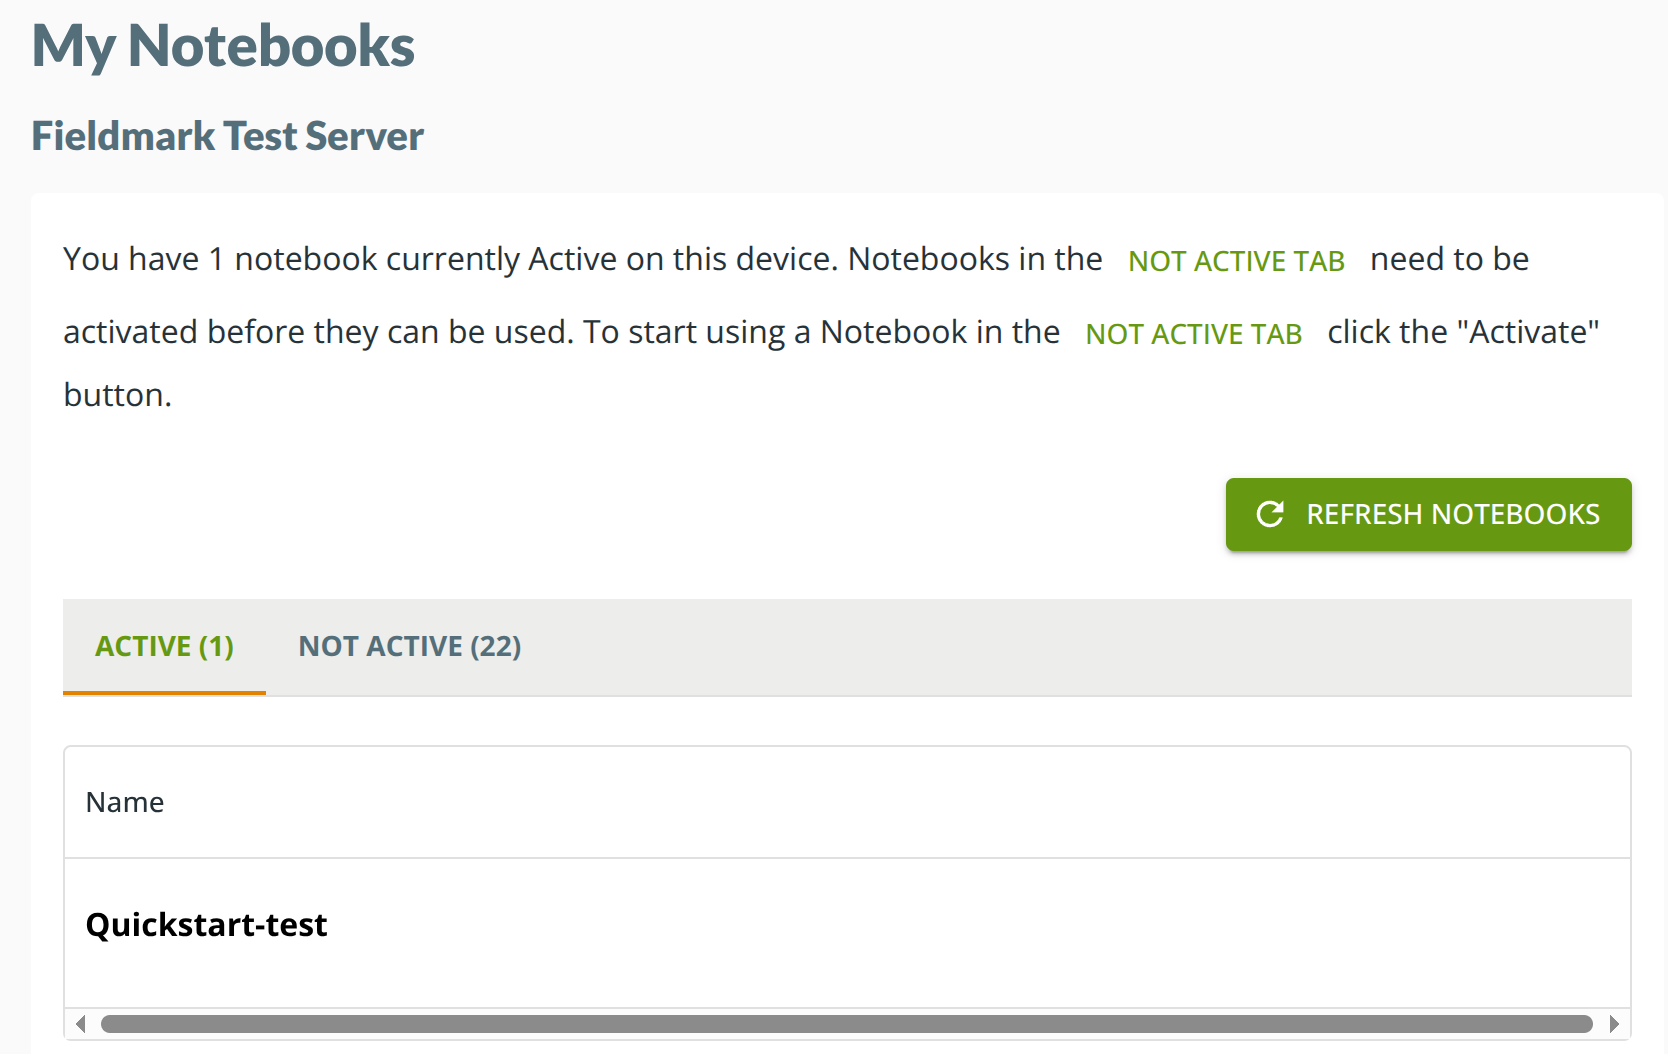 My Notebooks
Fieldmark Test Server
You have 1 notebook currently Active on this device. Notebooks in the NOT ACTIVE TAB need to be
activated before they can be used. To start using a Notebook in the NOT ACTIVE TAB click the "Activate"
button.
REFRESH NOTEBOOKS
ACTIVE (1) NOT ACTIVE (22)
Name
Quickstart-test